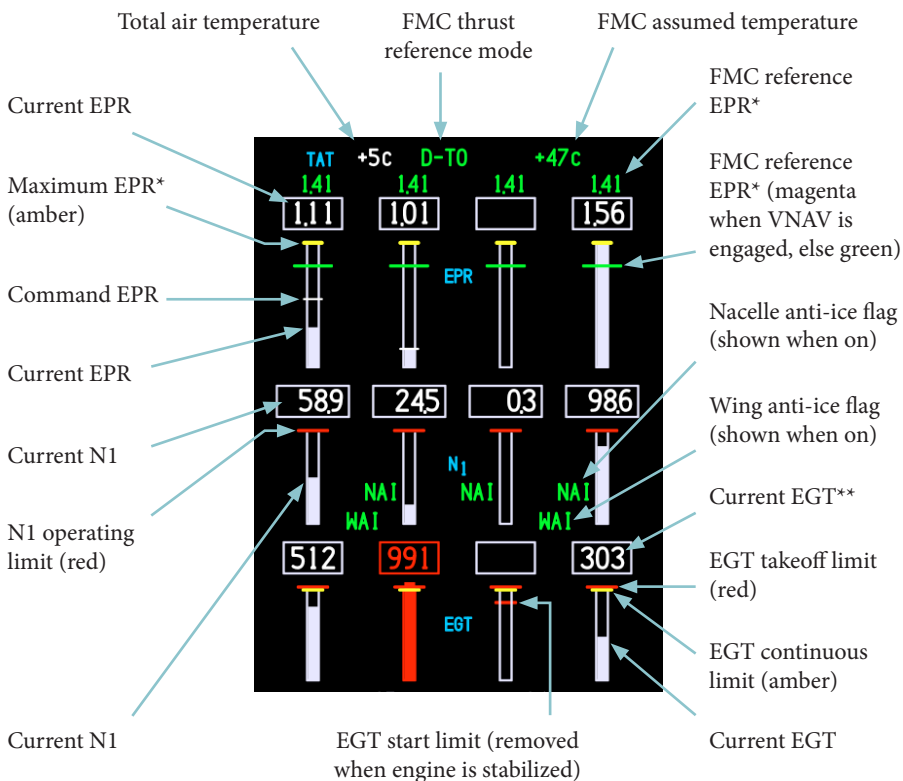 Total air temperature
FMC thrust
reference mode
FMC assumed temperature
FMC reference
EPR*
Current EPR
Maximum EPR*
(amber)
Command EPR
Current EPR
Current N1
N1 operating
limit (red)
Current N1
TAT +5c D-TO +47c
1.41 1.41 1.41 1.41
1.11 1.01 1.56
EPR
58.9 24.5 0.3 98.6
N1
NAI NAI NAI
WAI WAI
512 991 303
EGT
FMC reference
EPR* (magenta
when VNAV is
engaged, else green)
Nacelle anti-ice flag
(shown when on)
Wing anti-ice flag
(shown when on)
Current EGT**
EGT takeoff limit
(red)
EGT continuous
limit (amber)
Current EGT
EGT start limit (removed
when engine is stabilized)